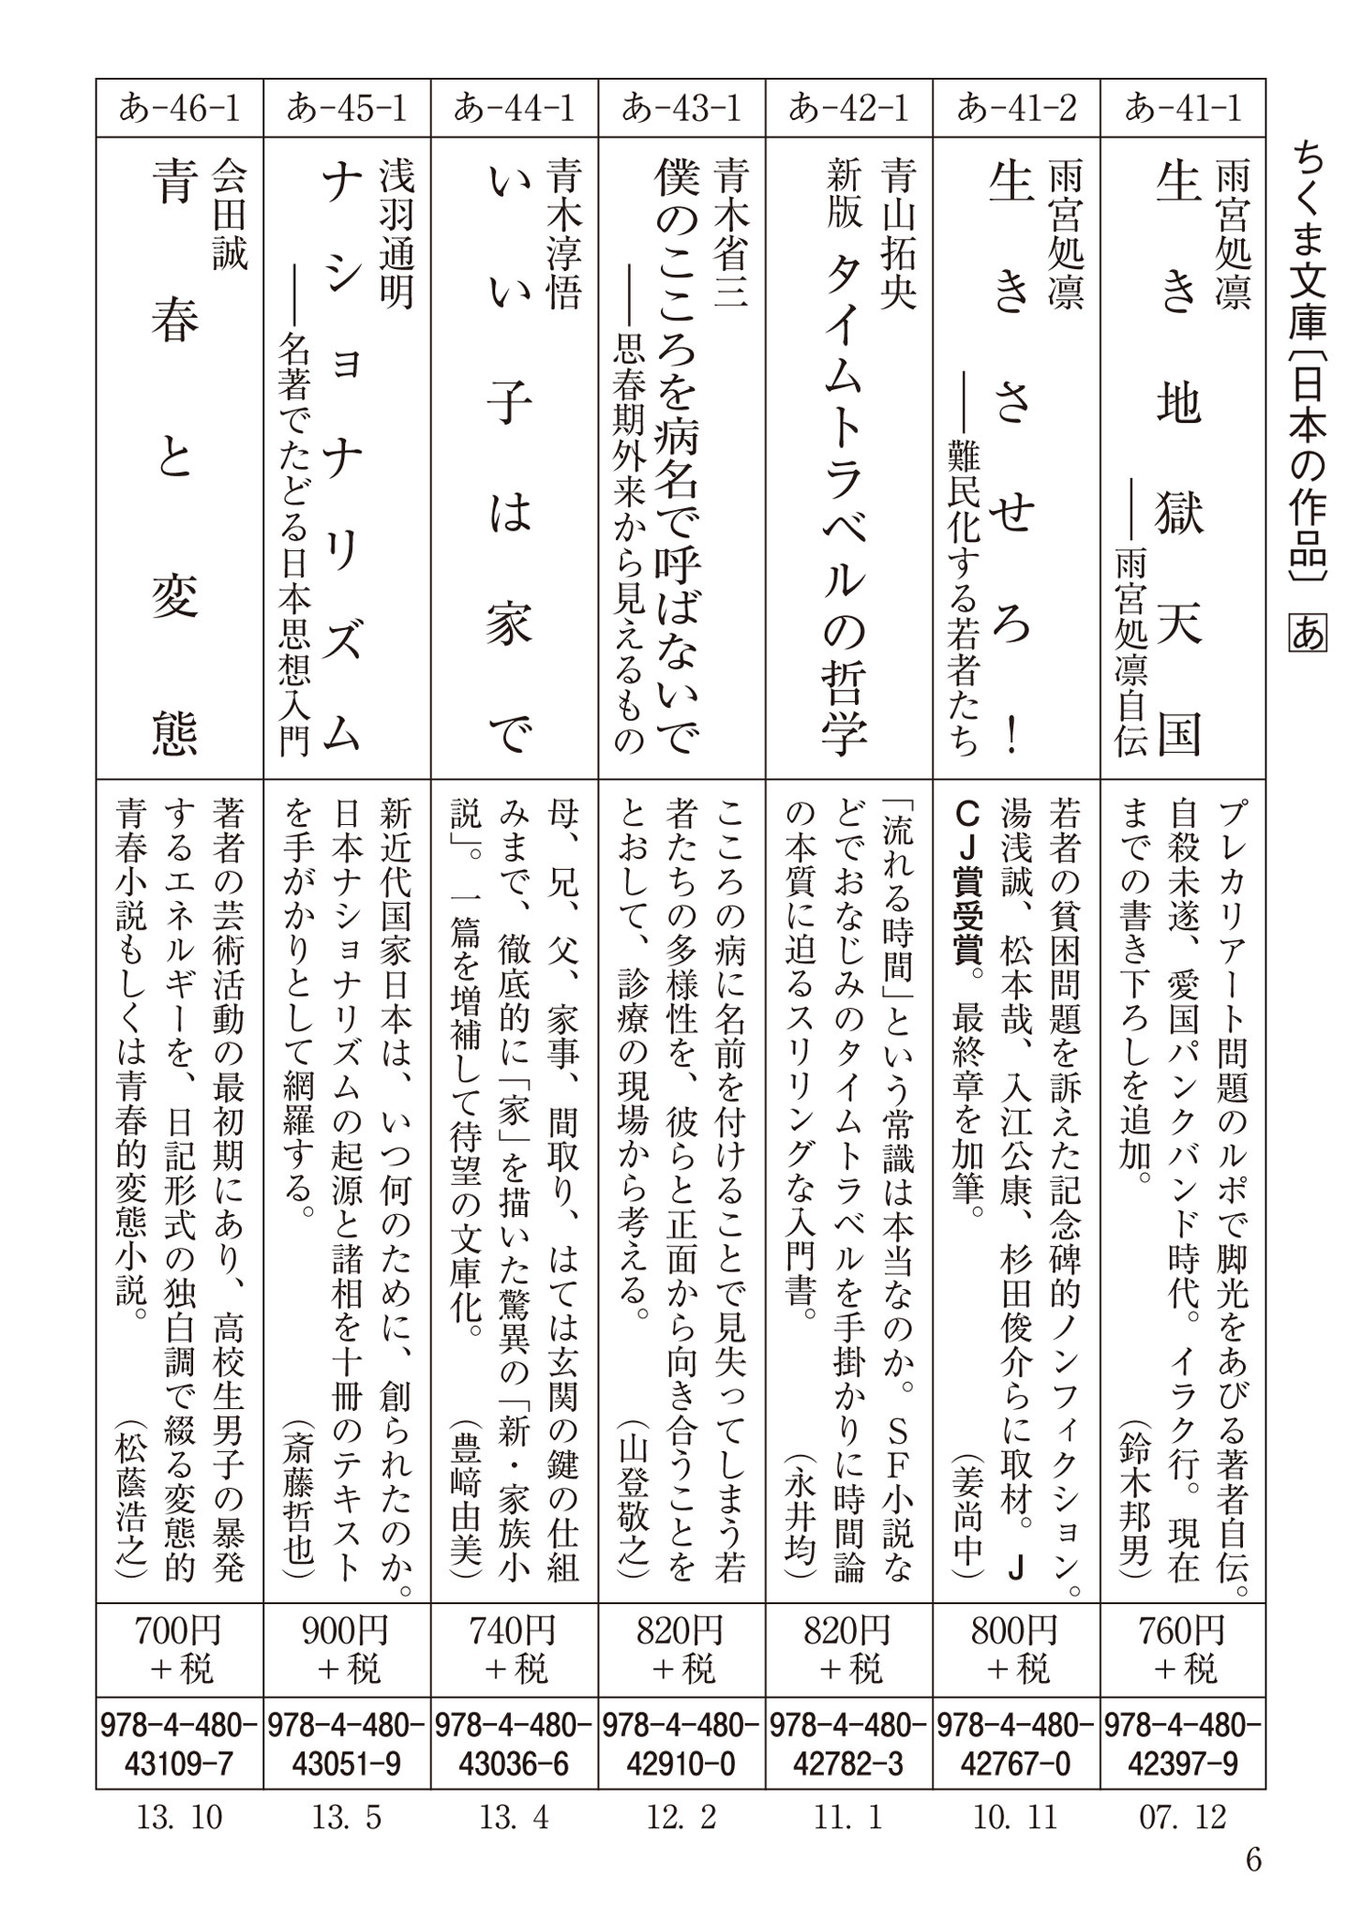 ちくま文庫〔日本の作品〕 あ
あ-41-1
雨宮処凛
生き地獄天国
――雨宮処凛自伝
プレカリアート問題のルポで脚光をあびる著者自伝。
自殺未遂、愛国パンクバンド時代。イラク行。現在
までの書き下ろしを追加。
(鈴木邦男)
760円
+税
978-4-480-
42397-9
07. 12
あ-41-2
雨宮処凛
生きさせろ!
――難民化する若者たち
若者の貧困問題を訴えた記念碑的ノンフィクション。
湯浅誠、松本哉、入江公康、杉田俊介らに取材。J
CJ賞受賞。最終章を加筆。
(姜尚中)
800円
+税
978-4-480-
42767-0
10. 11
あ-42-1
青山拓央
新版 タイムトラベルの哲学
「流れる時間」という常識は本当なのか。SF小説な
どでおなじみのタイムトラベルを手掛かりに時間論
の本質に迫るスリリングな入門書。
(永井均)
820円
+税
978-4-480-
42782-3
11. 1
あ-43-1
青木省三
僕のこころを病名で呼ばないで
――思春期外来から見えるもの
こころの病に名前を付けることで見失ってしまう若
者たちの多様性を、彼らと正面から向き合うことを
とおして、診療の現場から考える。
(山登敬之)
820円
+税
978-4-480-
42910-0
12. 2
あ-44-1
青木淳悟
いい子は家で
母、兄、父、家事、間取り、はては玄関の鍵の仕組
みまで、徹底的に「家」を描いた驚異の「新・家族小
説」。一篇を増補して待望の文庫化。
(豊﨑由美)
740円
+税
978-4-480-
43036-6
13. 4
あ-45-1
浅羽通明
ナショナリズム
――名著でたどる日本思想入門
新近代国家日本は、いつ何のために、創られたのか。
日本ナショナリズムの起源と諸相を十冊のテキスト
を手がかりとして網羅する。
(斎藤哲也)
900円
+税
978-4-480-
43051-9
13. 5
あ-46-1
会田誠
青春と変態
著者の芸術活動の最初期にあり、高校生男子の暴発
するエネルギーを、日記形式の独白調で綴る変態的
青春小説もしくは青春的変態小説。
(松蔭浩之)
700円
+税
978-4-480-
43109-7
13. 10
6